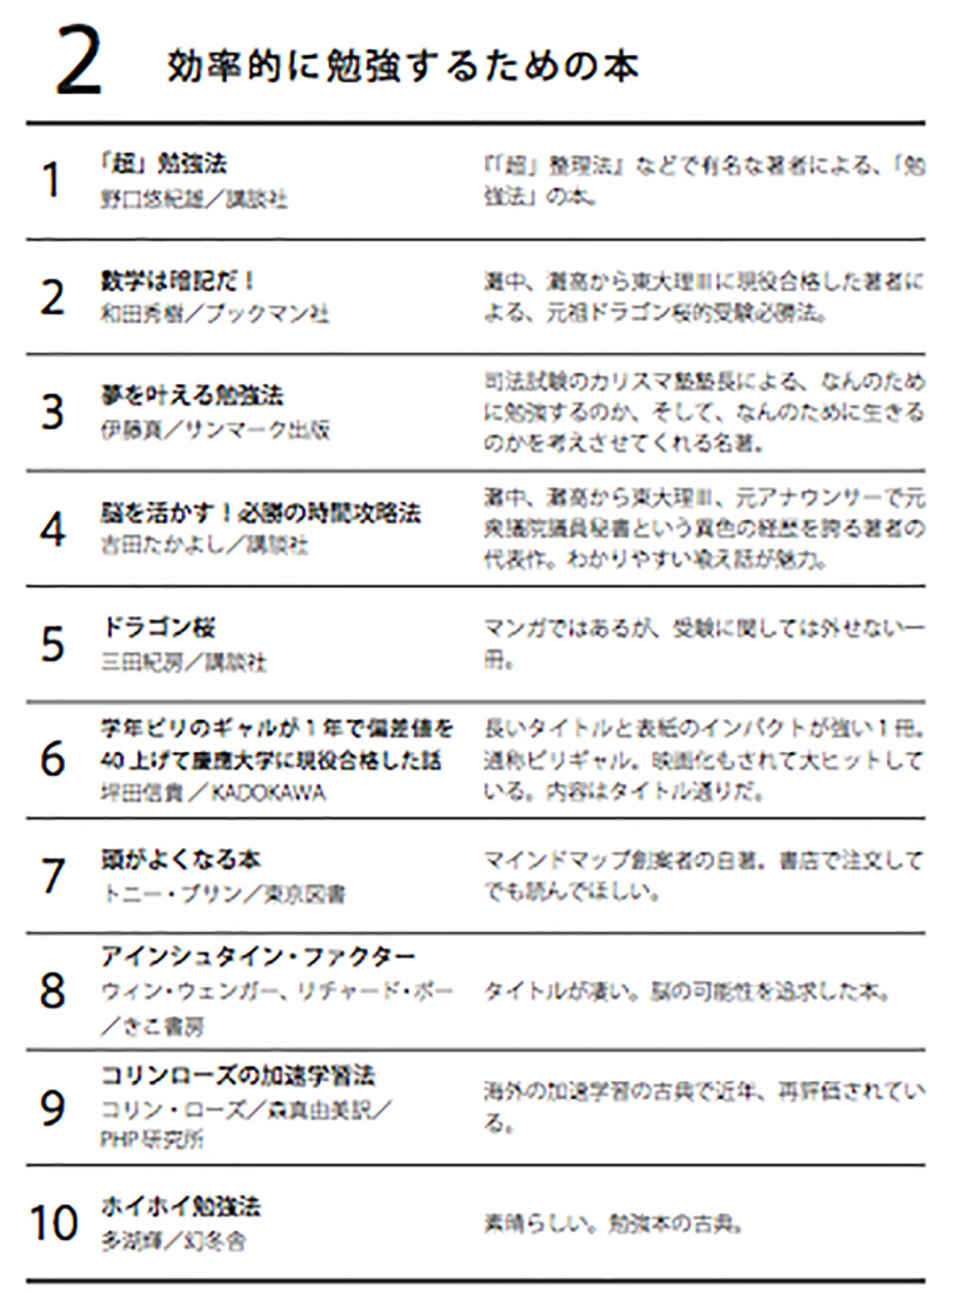 2 効率的に勉強するための本
1
「超」勉強法
野口悠紀雄／講談社
『「超」整理法』などで有名な著者による、「勉
強法」の本。
2
数学は暗記だ！
和田秀樹／ブックマン社
灘中、灘高から東大理Ⅲに現役合格した著者に
よる、元祖ドラゴン桜的受験必勝法。
3
夢を叶える勉強法
伊藤真／サンマーク出版
司法試験のカリスマ塾塾長による、なんのため
に勉強するのか、そして、なんのために生きる
のかを考えさせてくれる名著。
4
脳を活かす！必勝の時間攻略法
吉田たかよし／講談社
灘中、灘高から東大理Ⅲ、元アナウンサーで元
衆議院議員秘書という異色の経歴を誇る著者の
代表作。わかりやすい喩え話が魅力。
5
ドラゴン桜
三田紀房／講談社
マンガではあるが、受験に関しては外せない一
冊。
6
学年ビリのギャルが1年で偏差値を
40上げて慶應大学に現役合格した話
坪田信貴／KADOKAWA
長いタイトルと表紙のインパクトが強い1冊。
通称ビリギャル。映画化もされて大ヒットして
いる。内容はタイトル通りだ。
7
頭がよくなる本
トニー・ブザン／東京図書
マインドマップ創案者の自著。書店で注文して
でも読んでほしい。
8
アインシュタイン・ファクター
ウィン・ウェンガー、リチャード・ポー
／きこ書房
タイトルが凄い。脳の可能性を追求した本。
9
コリンローズの加速学習法
コリン・ローズ／森真由美訳／
PHP研究所
海外の加速学習の古典で近年、再評価されてい
る。
10
ホイホイ勉強法
多湖輝／幻冬舎
素晴らしい。勉強本の古典。